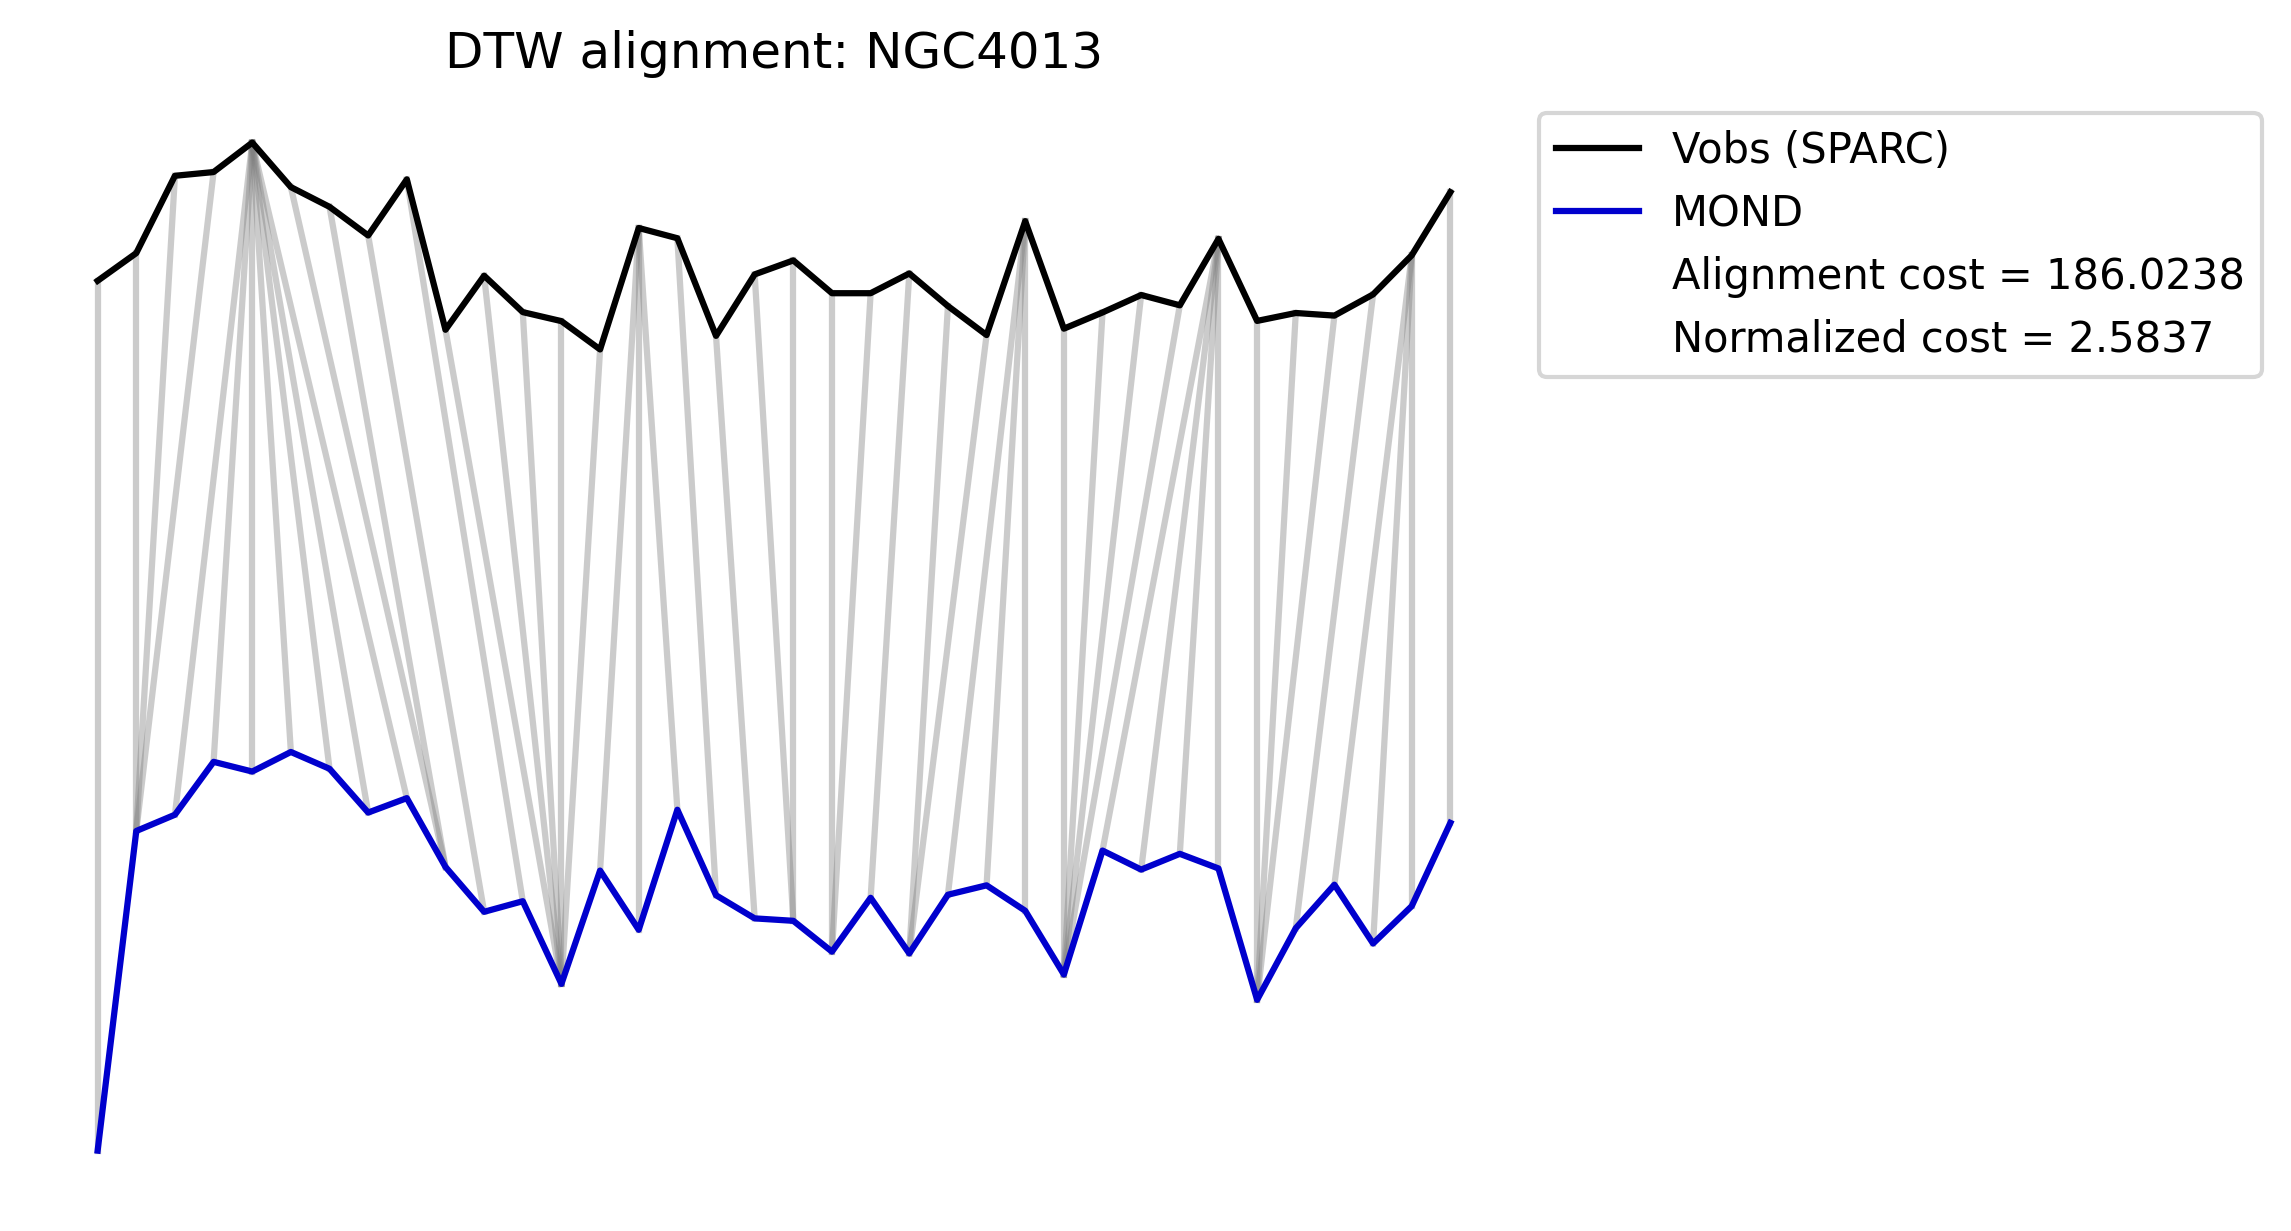 DTW alignment: NGC4013
Vobs (SPARC)
MOND
Alignment cost = 186.0238
Normalized cost = 2.5837